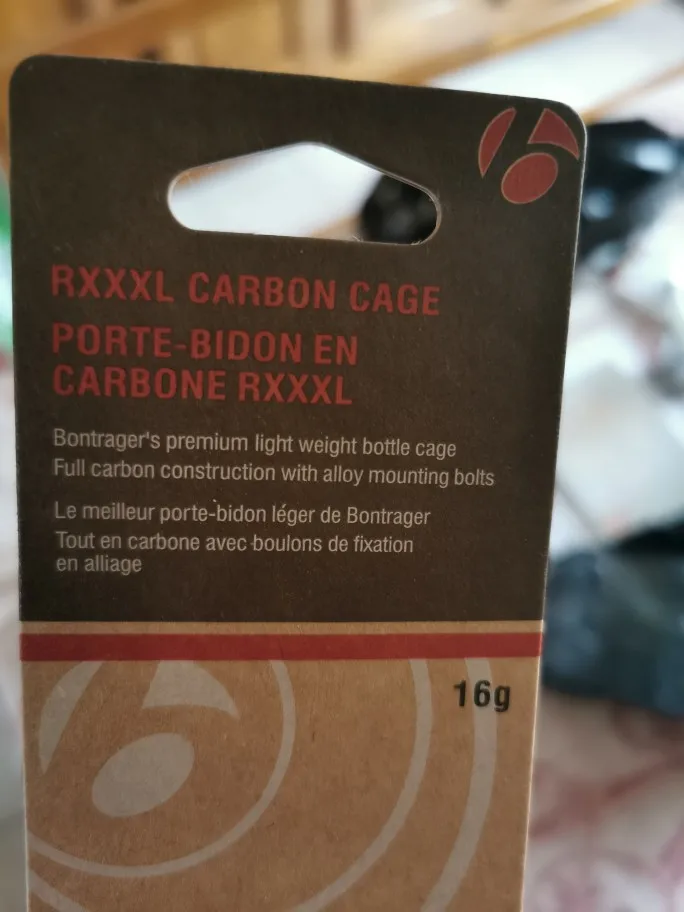 RXXXL CARBON CAGE
PORTE-BIDON EN
CARBONE RXXXL
Bontrager's premium light weight bottle cage
Full carbon construction with alloy mounting bolts
Le meilleur porte-bidon léger de Bontrager
Tout en carbone avec boulons de fixation
en alliage
16g